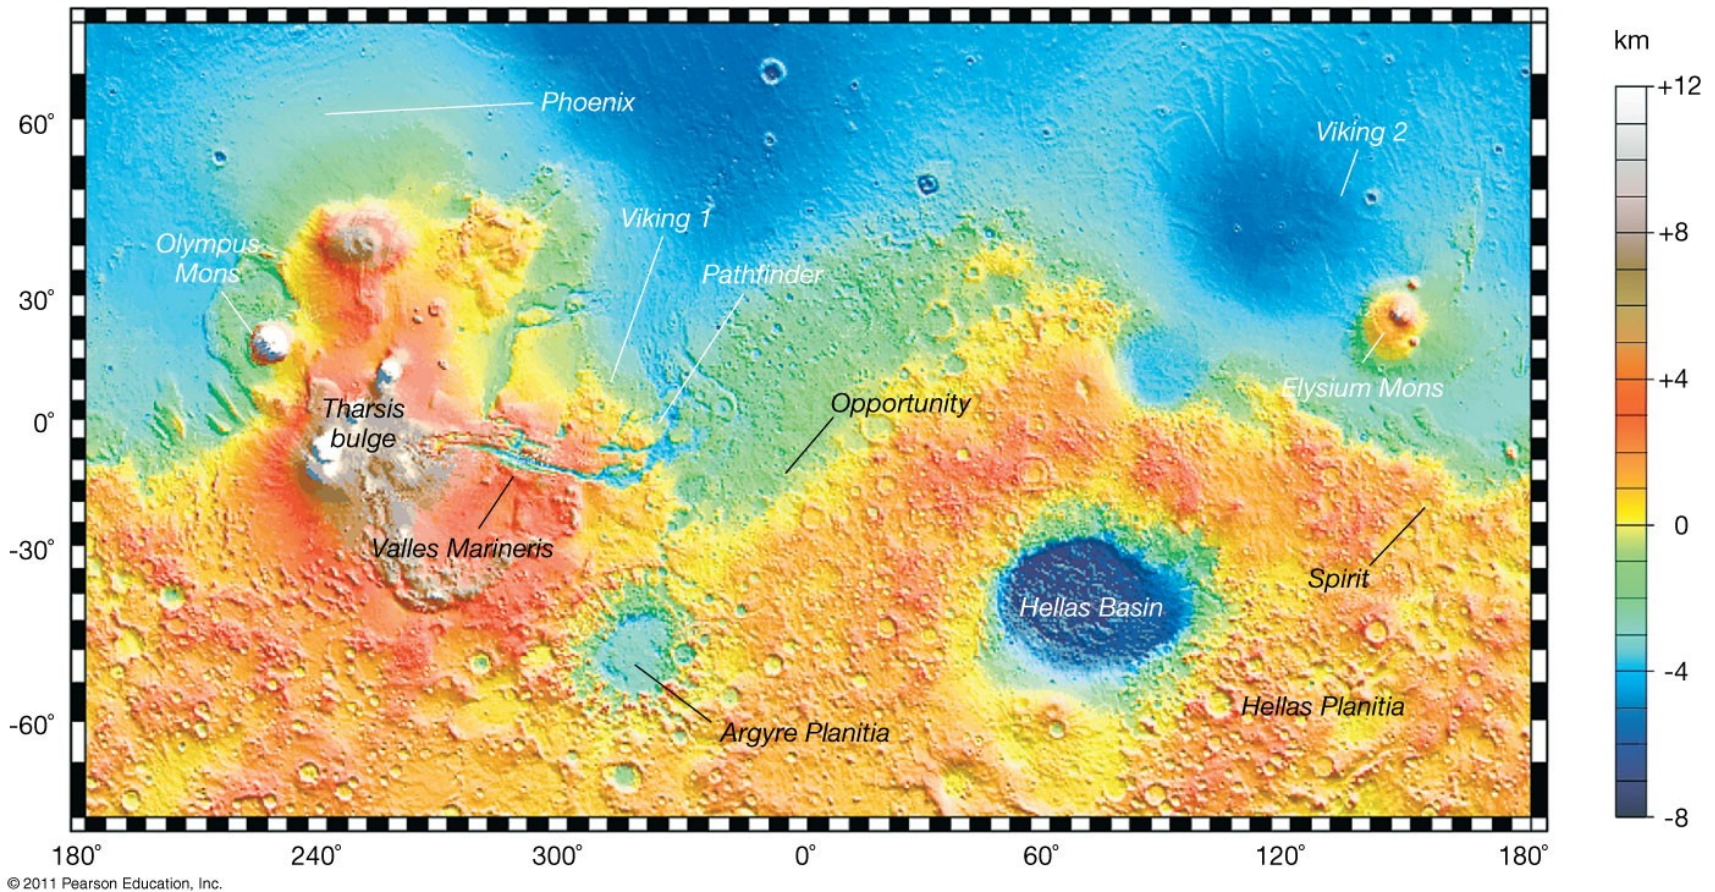 km
+12
+8
+4
0
-4
-8
60°
30°
0°
-30°
-60°
Phoenix
Viking 2
Viking 1
Olympus
Mons
Pathfinder
Elysium Mons
Opportunity
Tharsis
bulge
Valles Marineris
Spirit
Hellas Basin
Hellas Planitia
Argyre Planitia
180°
240°
300°
0°
60°
120°
180°
© 2011 Pearson Education, Inc.